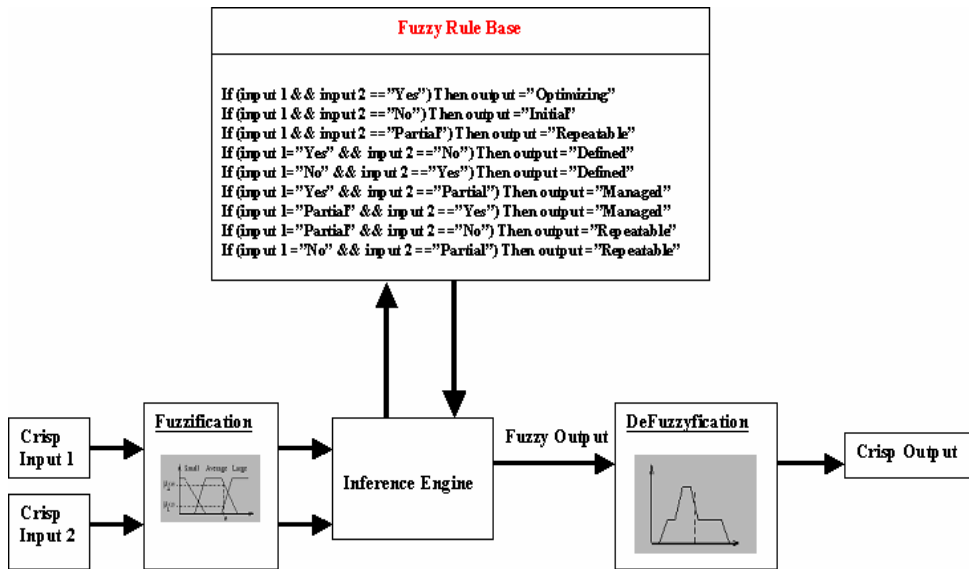 Fuzzy Rule Base
If (input 1 && input 2 =="Yes") Then output ="Optimizing"
If (input 1 && input 2 =="No") Then output ="Initial"
If (input 1 && input 2 =="Partial") Then output ="Repeatable"
If (input 1="Yes" && input 2 =="No") Then output ="Defined"
If (input 1="No" && input 2 =="Yes") Then output ="Defined"
If (input 1="Yes" && input 2 =="Partial") Then output ="Managed"
If (input 1="Partial" && input 2 =="Yes") Then output ="Managed"
If (input 1="Partial" && input 2 =="No") Then output ="Repeatable"
If (input 1 ="No" && input 2 =="Partial") Then output ="Repeatable"
Crisp
Input 1
Crisp
Input 2
Fuzzification
Small Average Large
Inference Engine
Fuzzy Output
DeFuzzyfication
Crisp Output